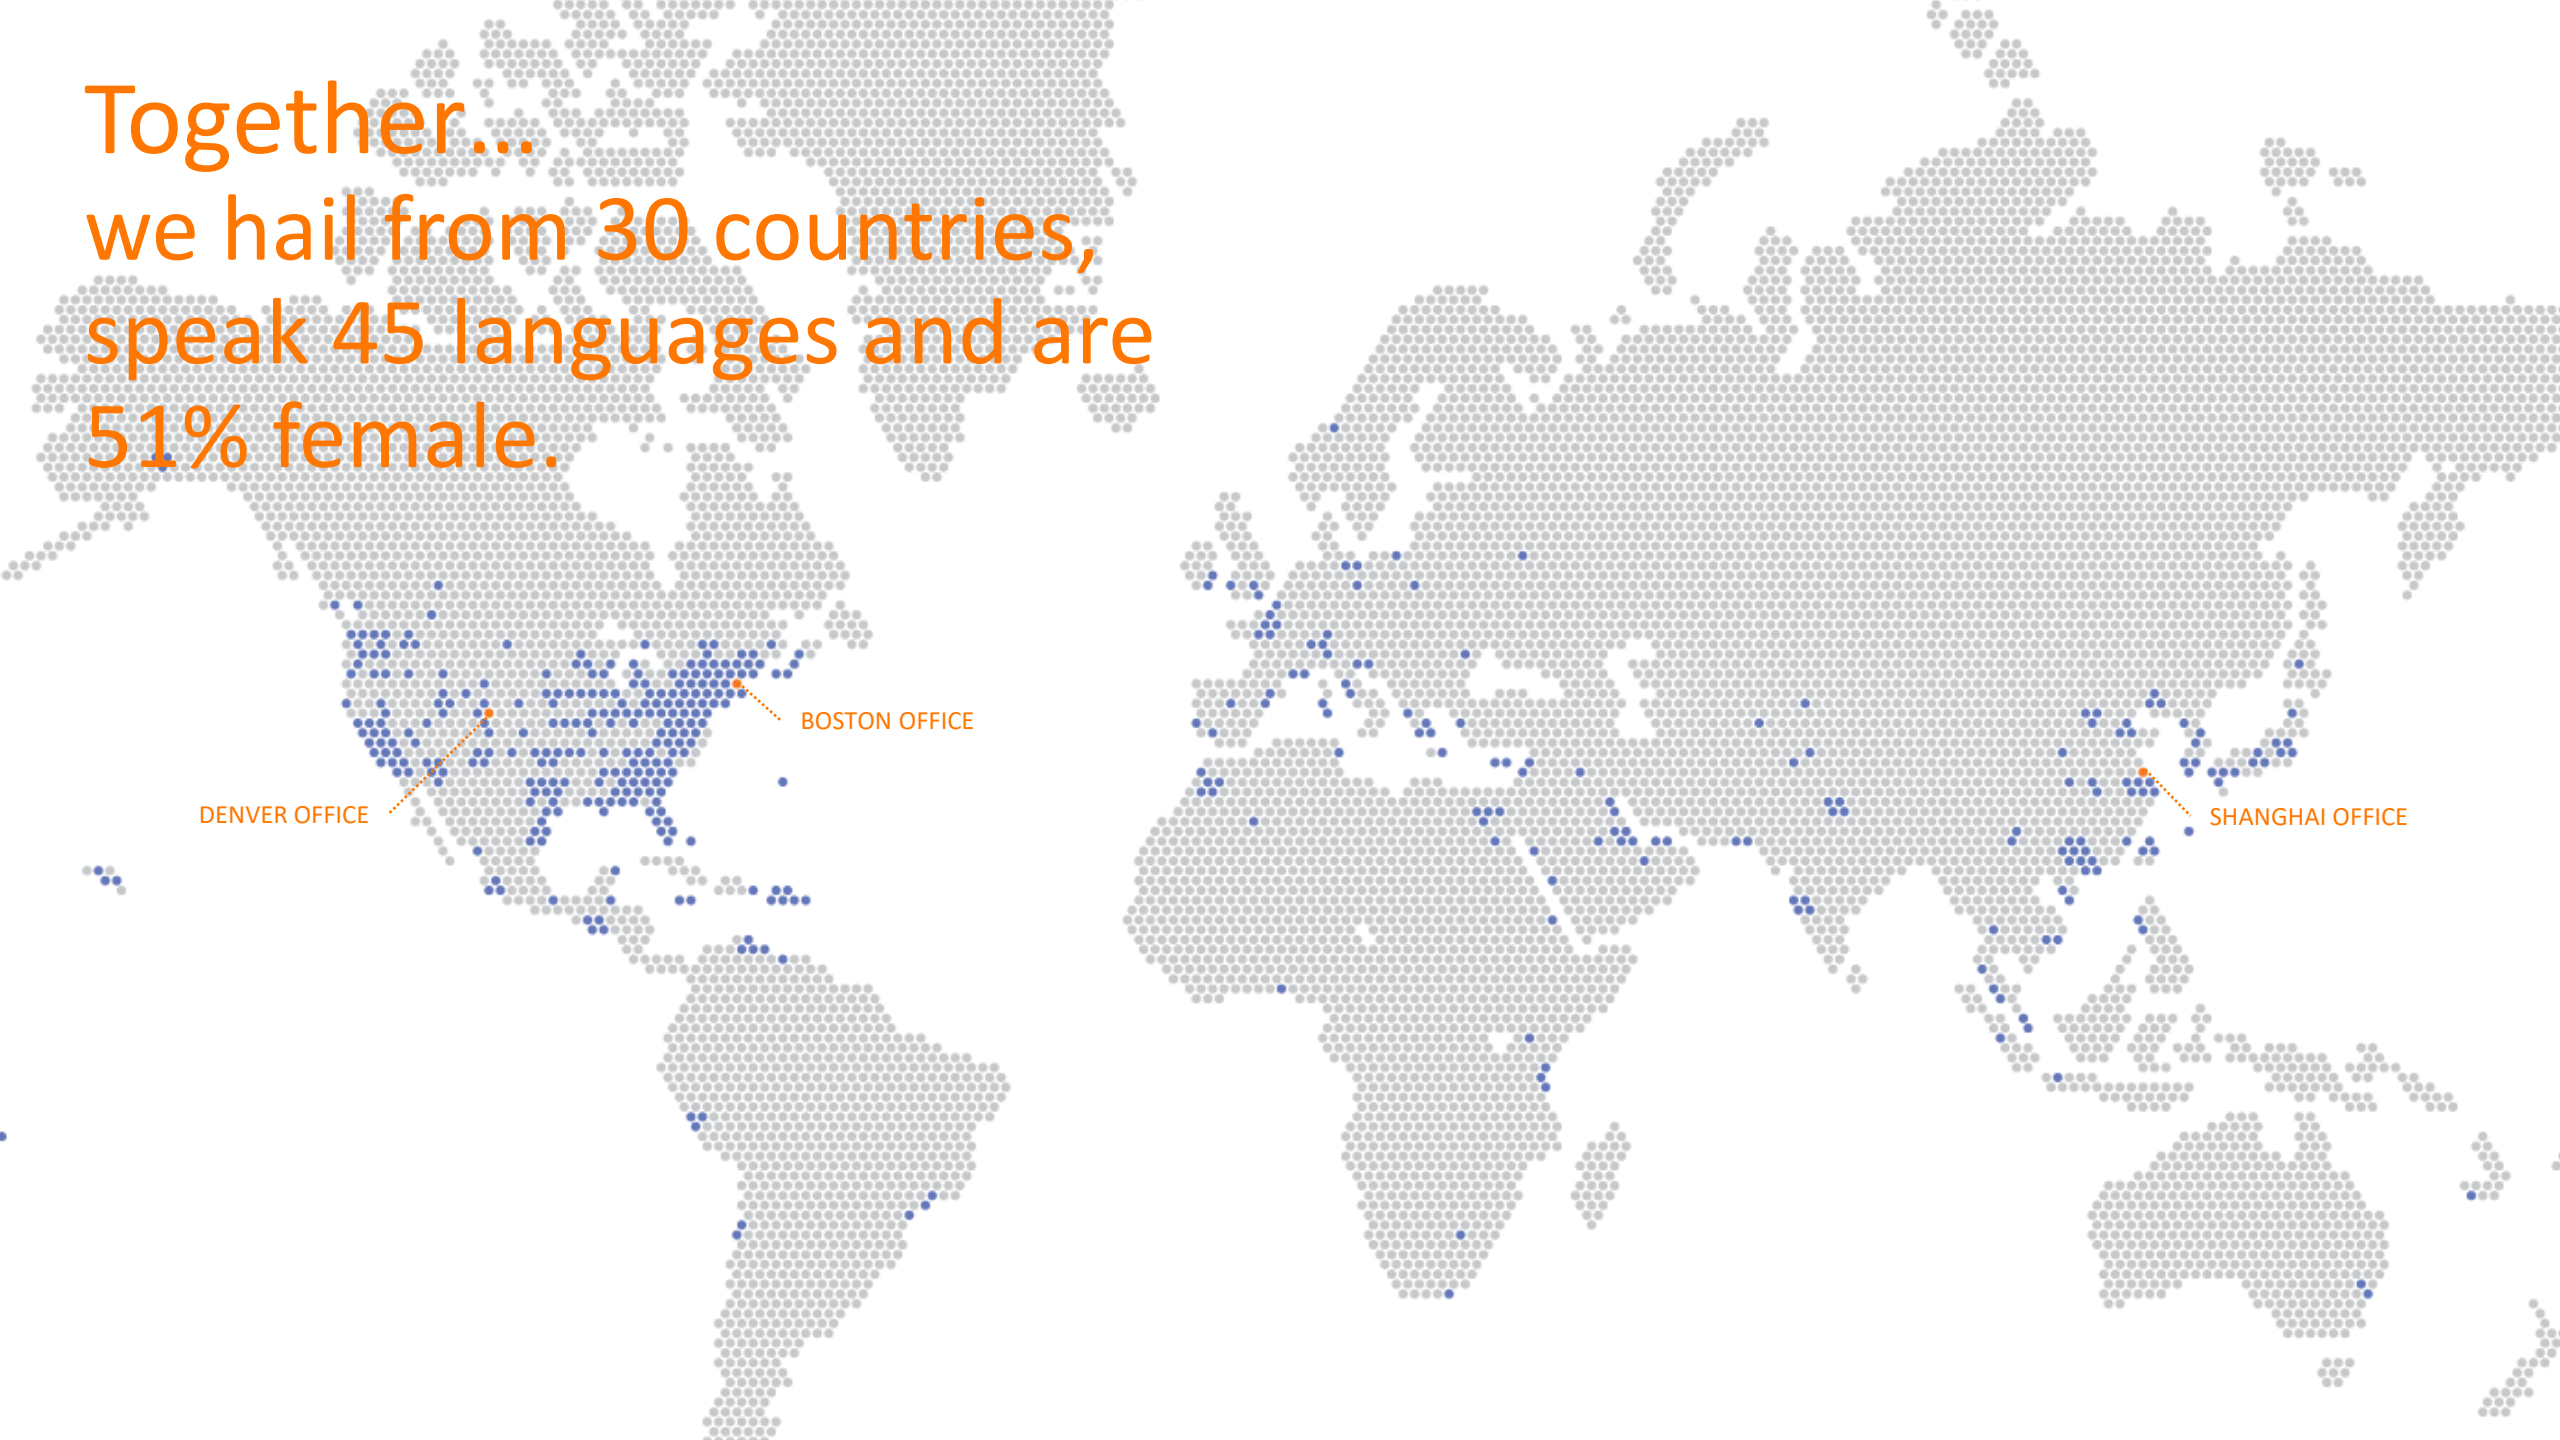 Together...
we hail from 30 countries,
speak 45 languages and are
51% female.
BOSTON OFFICE
DENVER OFFICE
SHANGHAI OFFICE